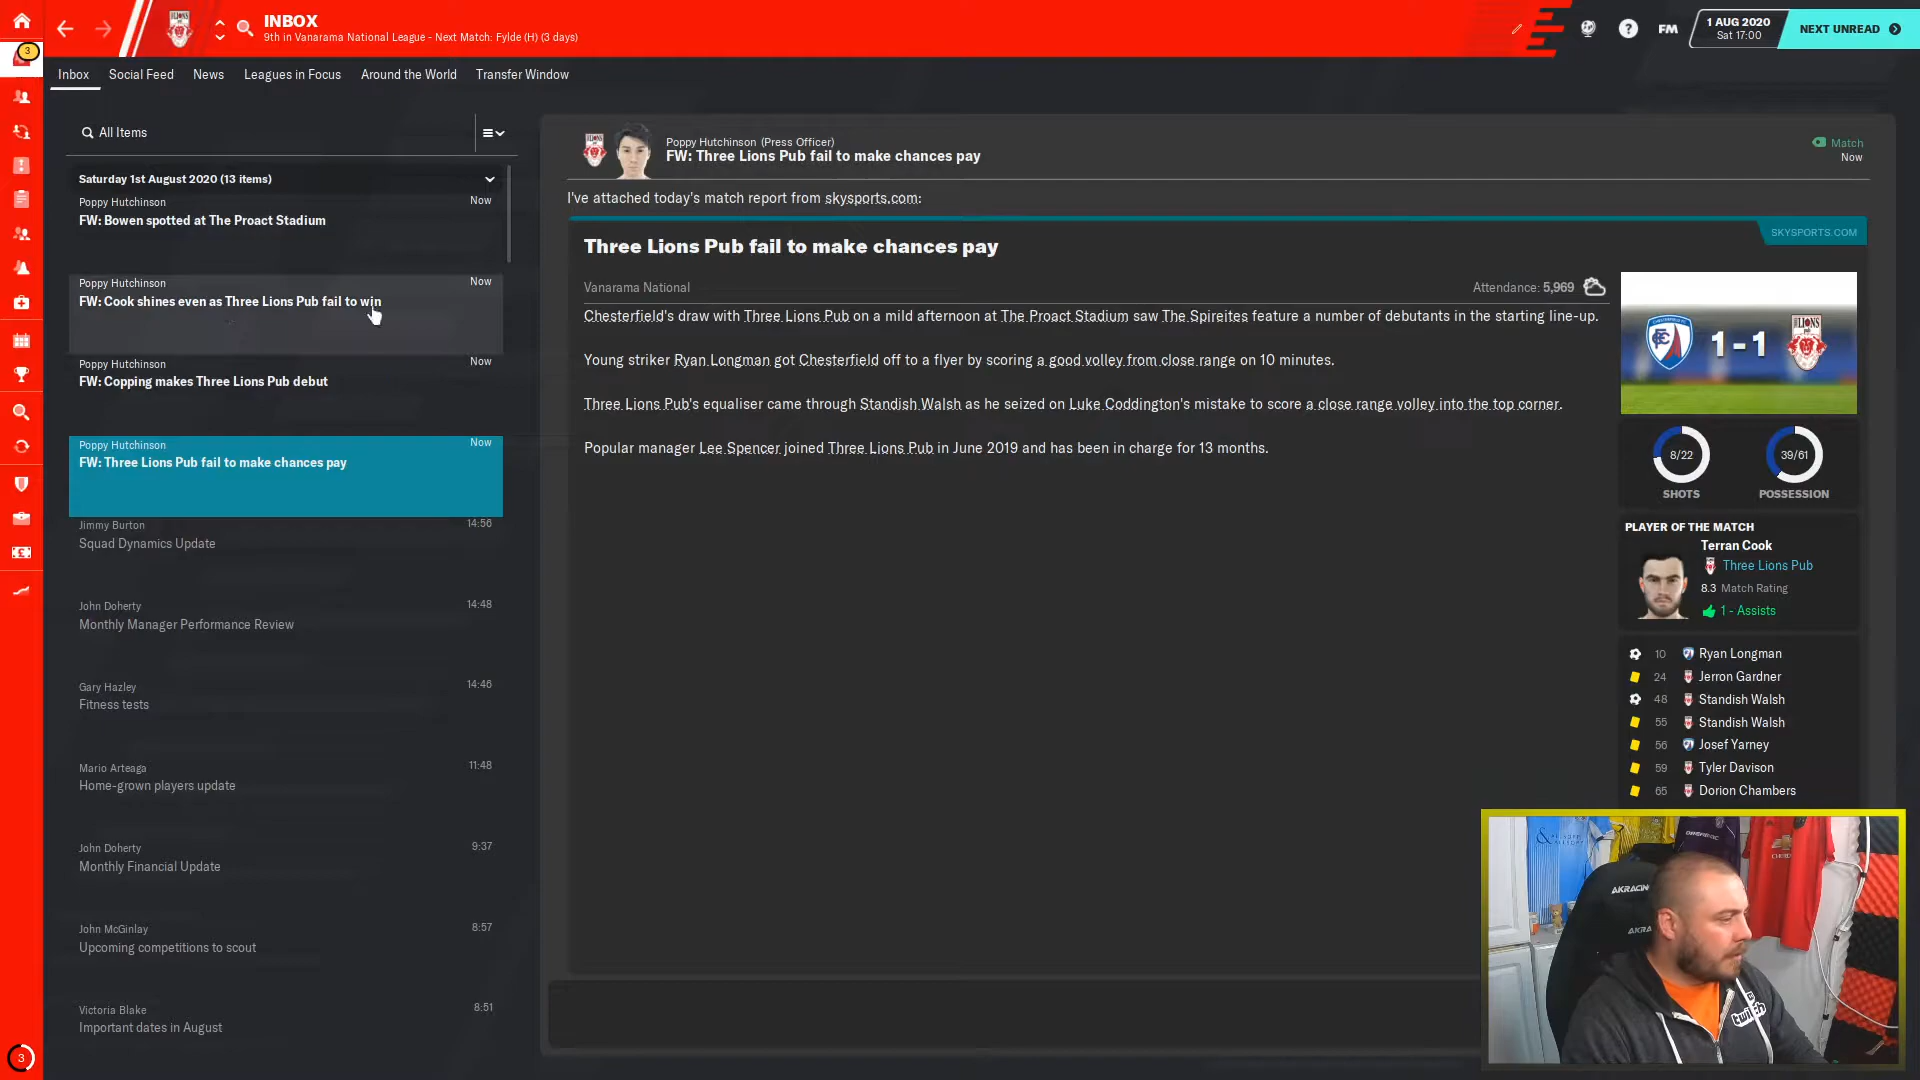 INBOX
9th in Vanarama National League - Next Match: Fylde (H) (3 days)
FM
1 AUG 2020
Sat 17:00
NEXT UNREAD
3
Inbox
Social Feed
News
Leagues in Focus
Around the World
Transfer Window
All Items
Saturday 1st August 2020 (13 items)
Poppy Hutchinson
Now
FW: Bowen spotted at The Proact Stadium
Poppy Hutchinson
Now
FW: Cook shines even as Three Lions Pub fail to win
Poppy Hutchinson
Now
FW: Copping makes Three Lions Pub debut
Poppy Hutchinson
Now
FW: Three Lions Pub fail to make chances pay
Jimmy Burton
14:56
Squad Dynamics Update
John Doherty
14:48
Monthly Manager Performance Review
Gary Hazley
14:46
Fitness tests
Mario Arteaga
11:48
Home-grown players update
John Doherty
9:37
Monthly Financial Update
John McGinlay
8:57
Upcoming competitions to scout
Victoria Blake
8:51
Important dates in August
3
Poppy Hutchinson (Press Officer)
FW: Three Lions Pub fail to make chances pay
Match
Now
I've attached today's match report from skysports.com:
SKYSPORTS.COM
Three Lions Pub fail to make chances pay
Vanarama National
Attendance: 5,969
Chesterfield's draw with Three Lions Pub on a mild afternoon at The Proact Stadium saw The Spireites feature a number of debutants in the starting line-up.
Young striker Ryan Longman got Chesterfield off to a flyer by scoring a good volley from close range on 10 minutes.
Three Lions Pub's equaliser came through Standish Walsh as he seized on Luke Coddington's mistake to score a close range volley into the top corner.
Popular manager Lee Spencer joined Three Lions Pub in June 2019 and has been in charge for 13 months.
1 - 1
8/22
SHOTS
39/61
POSSESSION
PLAYER OF THE MATCH
Terran Cook
Three Lions Pub
8.3 Match Rating
1 - Assists
10 Ryan Longman
24 Jerron Gardner
48 Standish Walsh
55 Standish Walsh
56 Josef Yarney
59 Tyler Davison
65 Dorion Chambers
AKRACING
AKRA
twitch